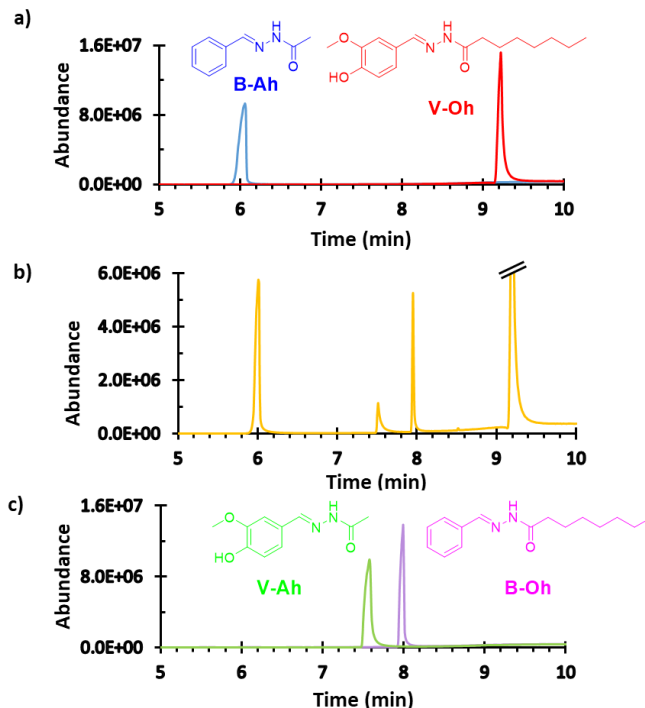 a)
1.6E+07
8.0E+06
0.0E+00
Abundance
H
N
N
O
B-Ah
O
HO
H
N
N
O
V-Oh
5 6 7 8 9 10
Time (min)
b)
6.0E+06
4.0E+06
2.0E+06
0.0E+00
Abundance
5 6 7 8 9 10
Time (min)
c)
1.6E+07
8.0E+06
0.0E+00
Abundance
O
HO
H
N
N
O
V-Ah
H
N
N
O
B-Oh
5 6 7 8 9 10
Time (min)